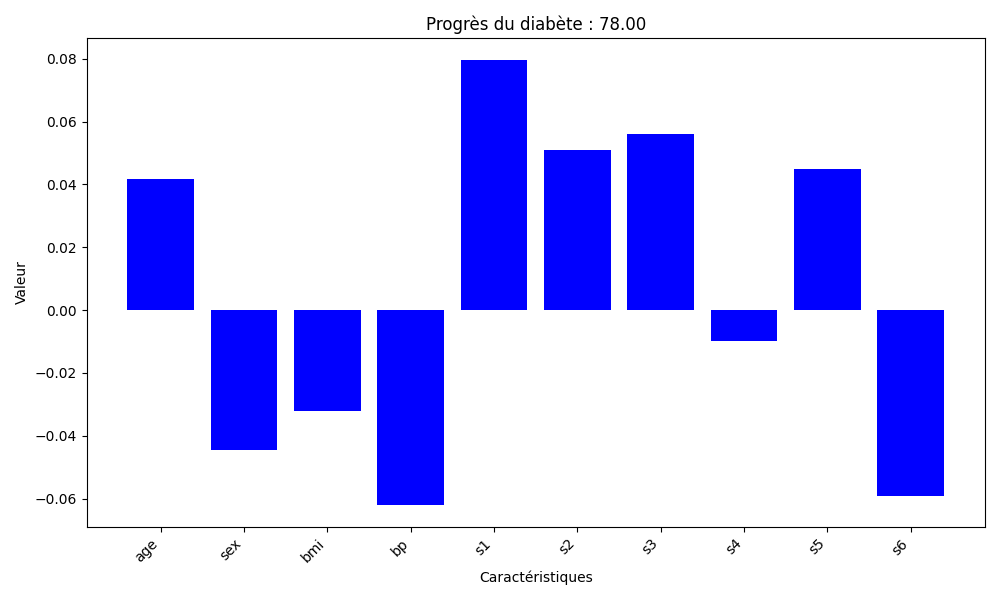 Progrès du diabète : 78.00
0.08
0.06
0.04
0.02
0.00
−0.02
−0.04
−0.06
Valeur
age
sex
bmi
bp
s1
s2
s3
s4
s5
s6
Caractéristiques